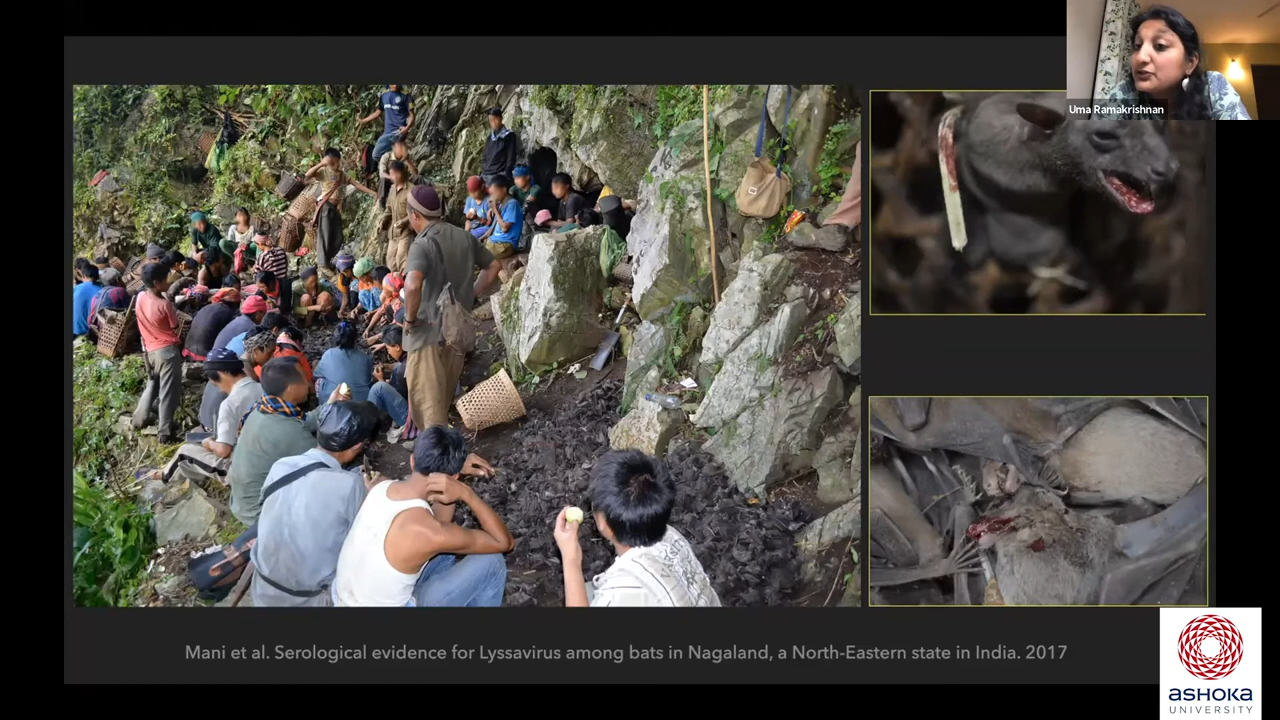 Uma Ramakrishnan
Mani et al. Serological evidence for Lyssavirus among bats in Nagaland, a North-Eastern state in India. 2017
ASHOKA
UNIVERSITY